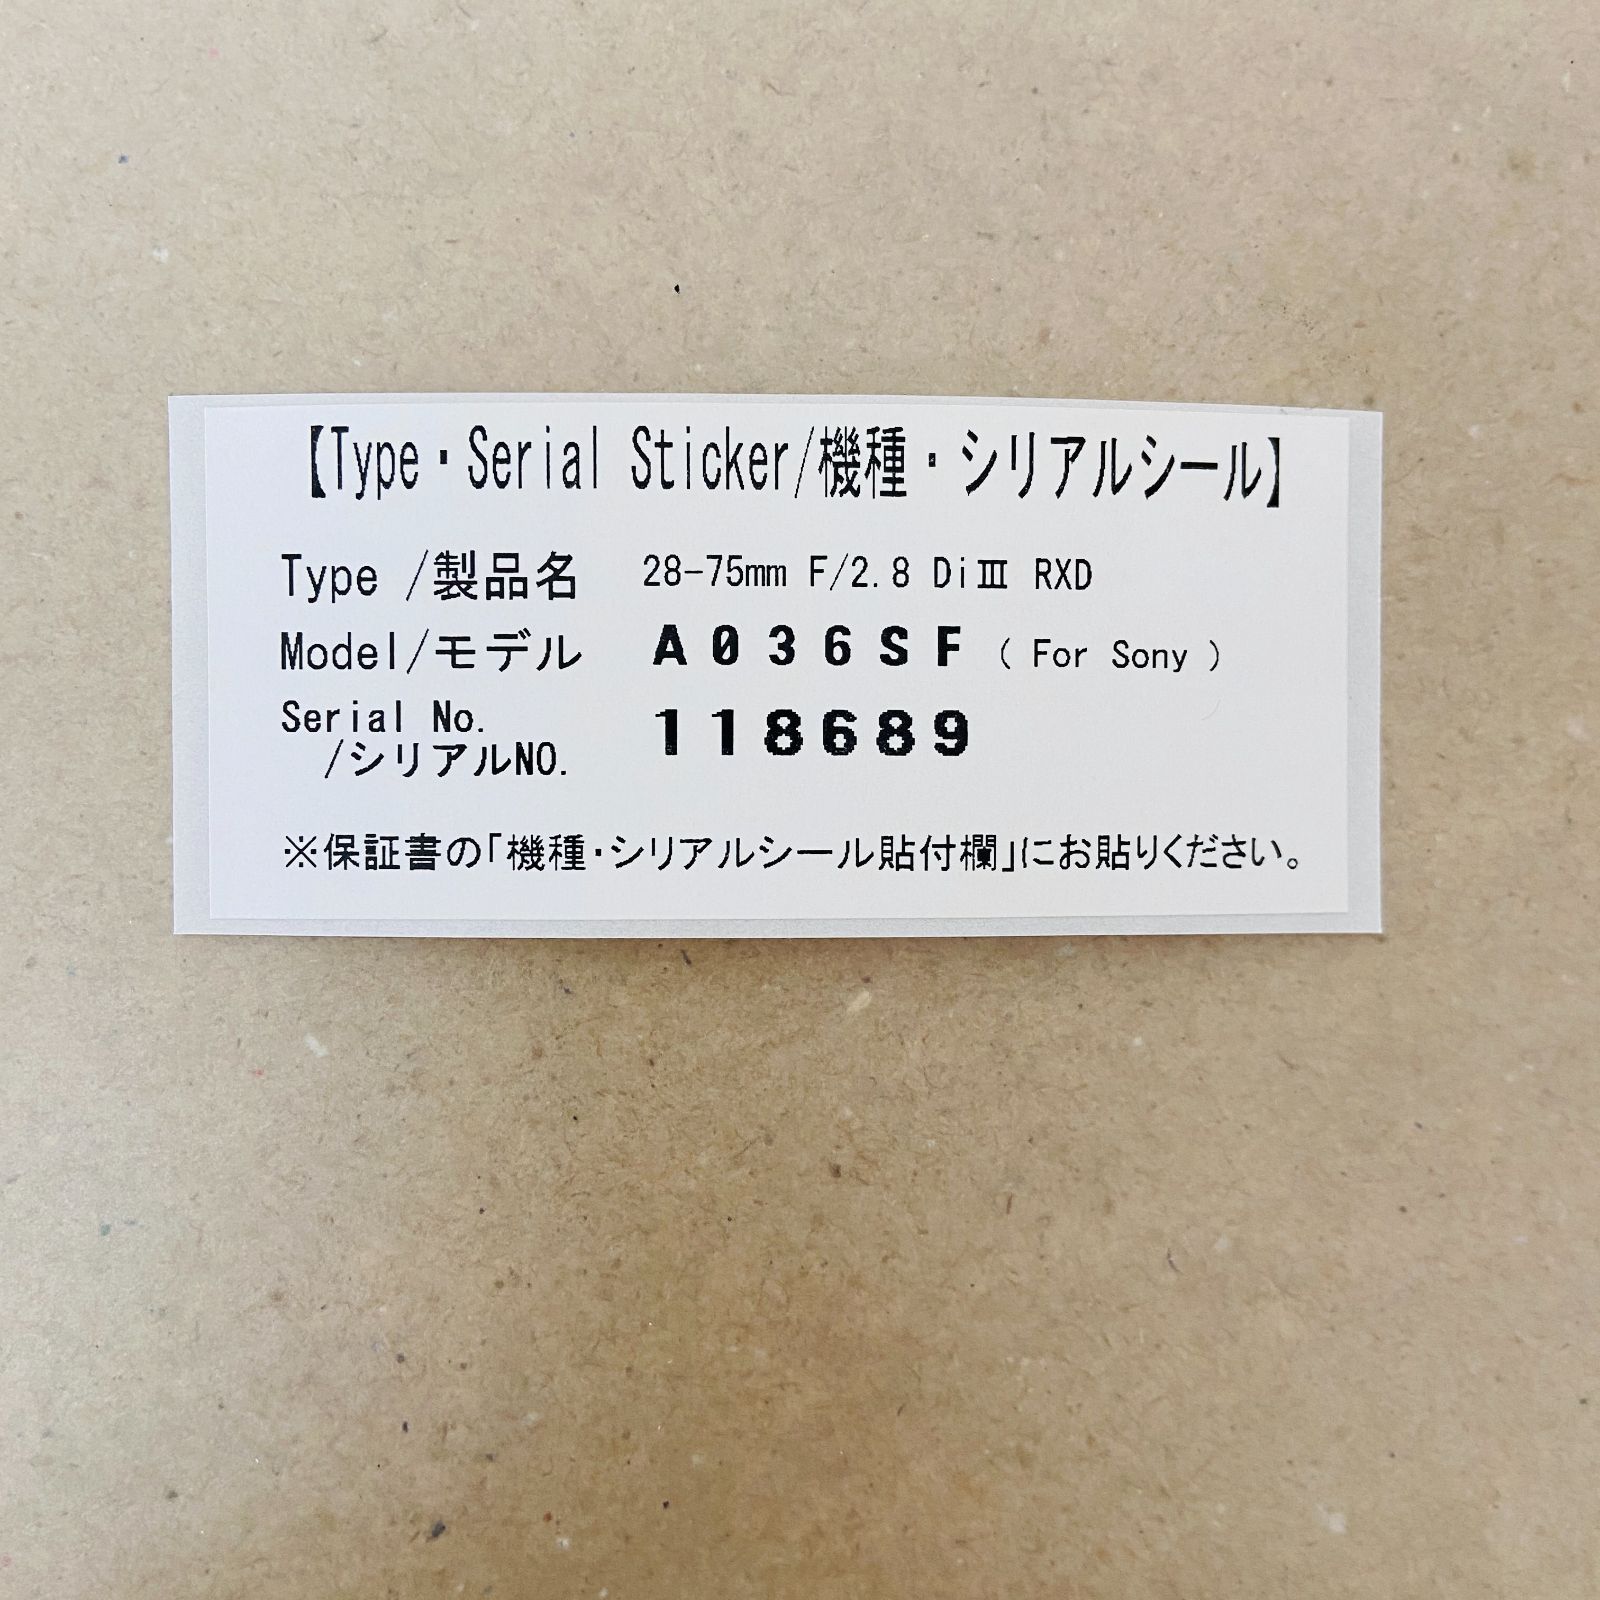 【Type・Serial Sticker/機種・シリアルシール】
Type /製品名 28-75mm F/2.8 DiⅢ RXD
Model/モデル A036SF ( For Sony )
Serial No.
/シリアルNO. 118689
※保証書の「機種・シリアルシール貼付欄」にお貼りください。